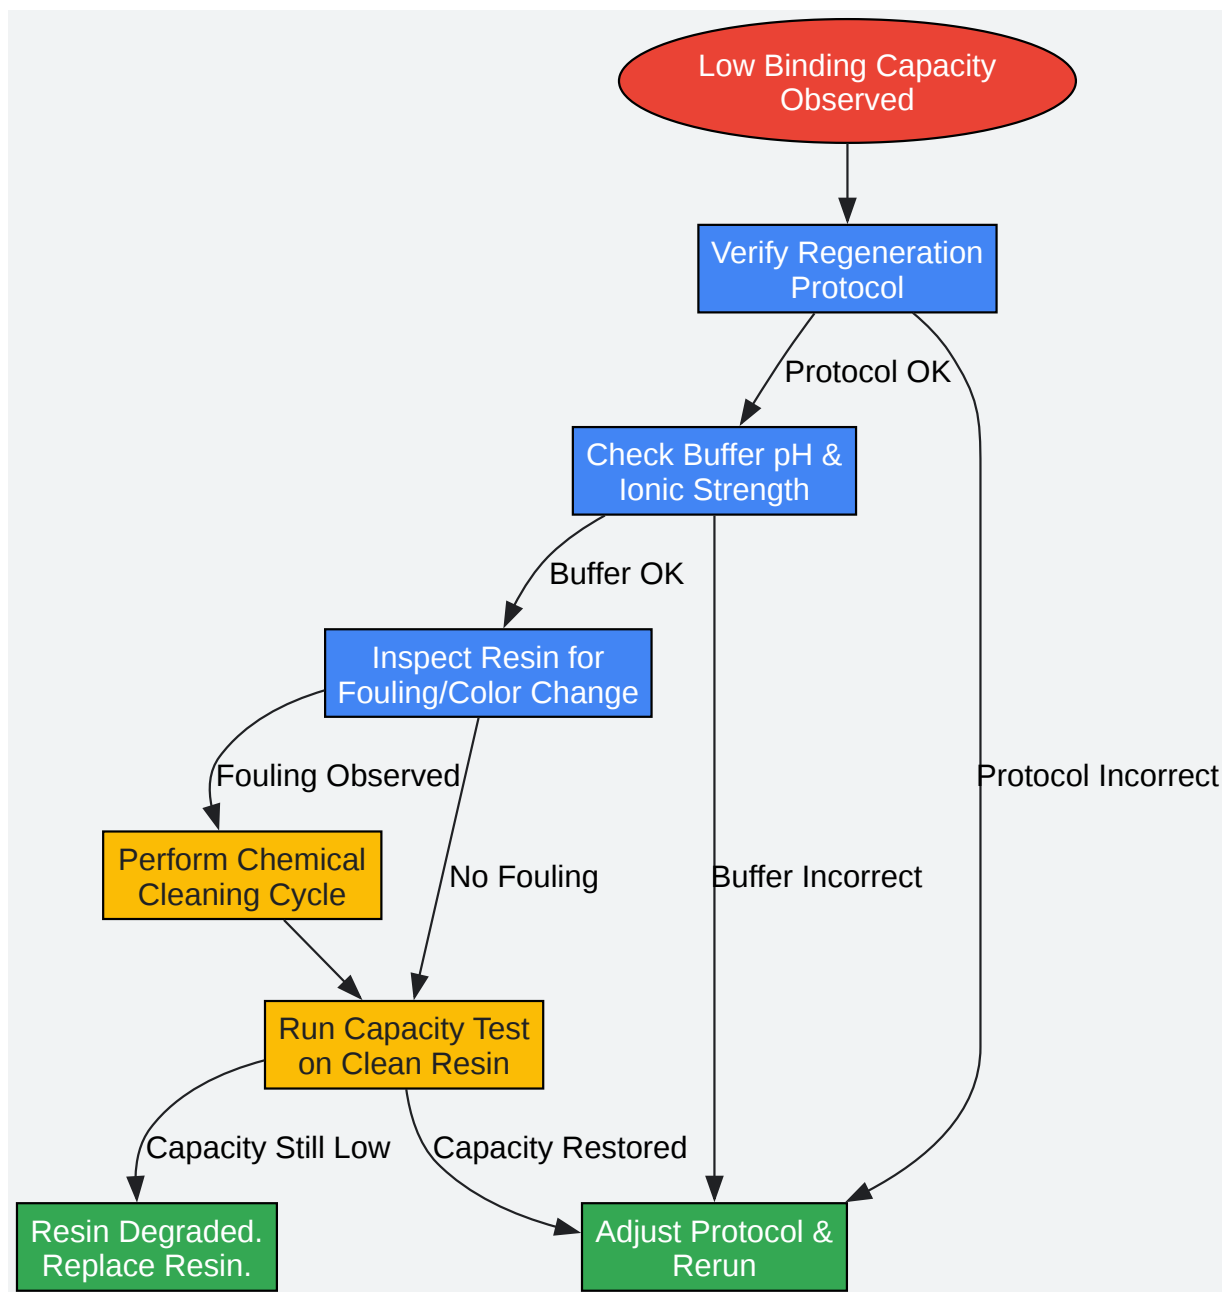 Low Binding Capacity
Observed
Verify Regeneration
Protocol
Protocol OK
Check Buffer pH &
Ionic Strength
Buffer OK
Inspect Resin for
Fouling/Color Change
Fouling Observed
Protocol Incorrect
Perform Chemical
Cleaning Cycle
No Fouling
Buffer Incorrect
Run Capacity Test
on Clean Resin
Capacity Still Low
Capacity Restored
Resin Degraded.
Replace Resin.
Adjust Protocol &
Rerun